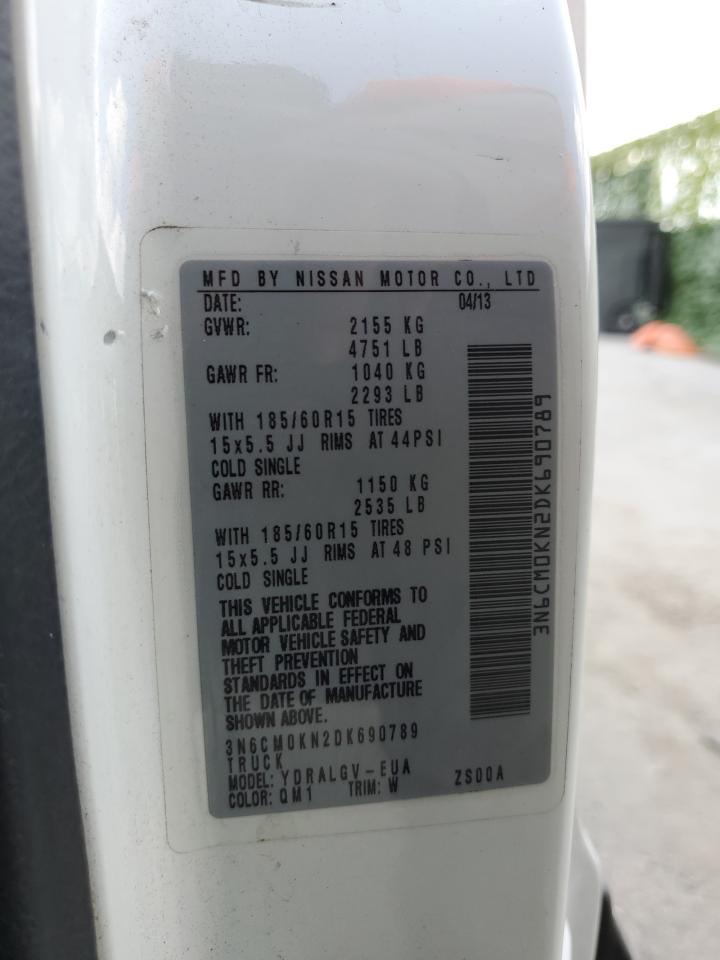 MFD BY NISSAN MOTOR CO., LTD
DATE: 04/13
GVWR: 2155 KG
4751 LB
GAWR FR: 1040 KG
2293 LB
WITH 185/60R15 TIRES
15x5.5 JJ RIMS AT 44PSI
COLD SINGLE
GAWR RR: 1150 KG
2535 LB
WITH 185/60R15 TIRES
15x5.5 JJ RIMS AT 48 PSI
COLD SINGLE
THIS VEHICLE CONFORMS TO
ALL APPLICABLE FEDERAL
MOTOR VEHICLE SAFETY AND
THEFT PREVENTION
STANDARDS IN EFFECT ON
THE DATE OF MANUFACTURE
SHOWN ABOVE.
3N6CM0KN2DK690789
TRUCK
MODEL: YDRALGV-EUA
COLOR: QM1 TRIM: W ZS00A
3N6CM0KN2DK690789